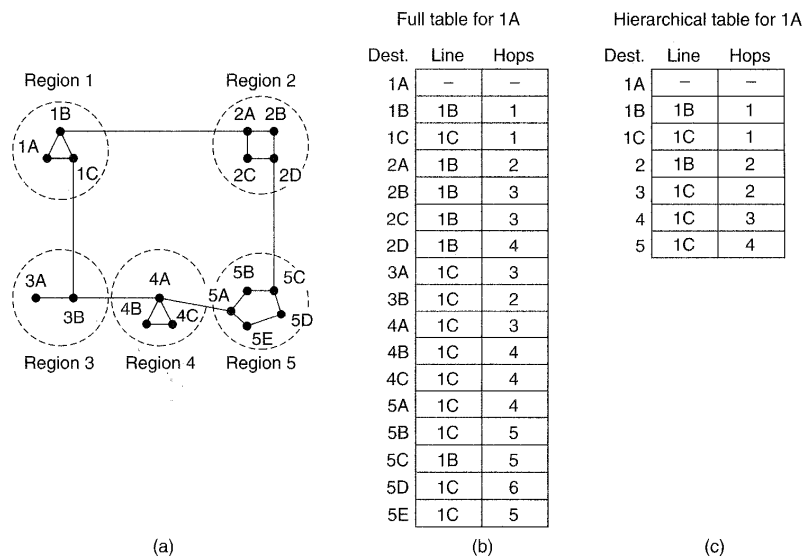 Full table for 1A
Hierarchical table for 1A
Dest. Line Hops
Dest. Line Hops
Region 1
Region 2
1B
1A
1C
2A 2B
2C 2D
3A
3B
4A
4B
4C
5B
5C
5A
5D
5E
Region 3
Region 4
Region 5
1A – –
1B 1B 1
1C 1C 1
2A 1B 2
2B 1B 3
2C 1B 3
2D 1B 4
3A 1C 3
3B 1C 2
4A 1C 3
4B 1C 4
4C 1C 4
5A 1C 4
5B 1C 5
5C 1B 5
5D 1C 6
5E 1C 5
1A – –
1B 1B 1
1C 1C 1
2 1B 2
3 1C 2
4 1C 3
5 1C 4
(a)
(b)
(c)